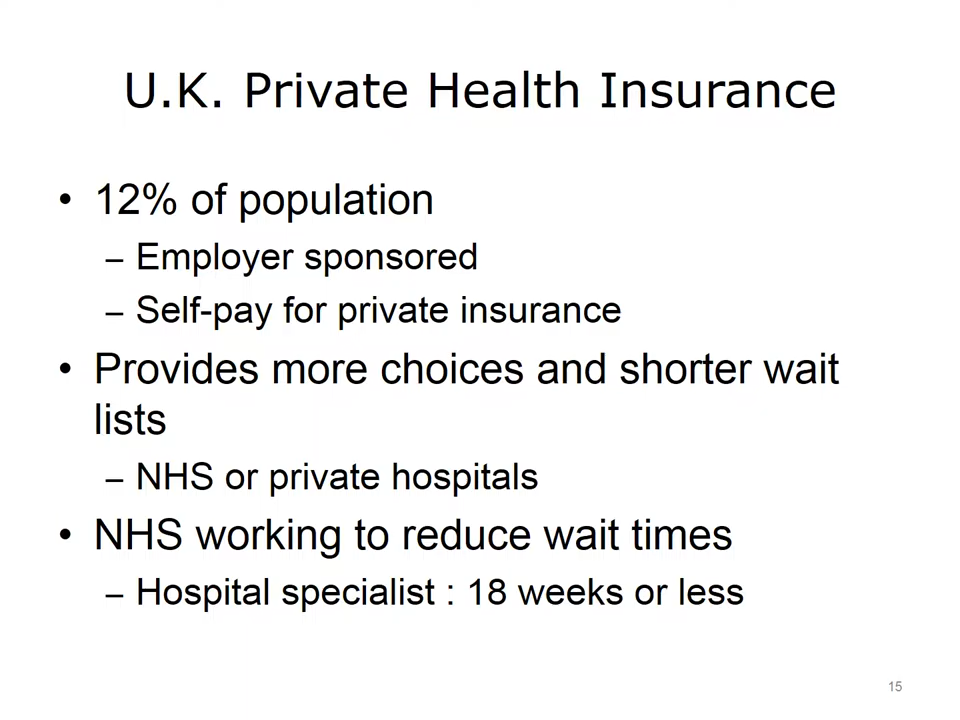 U.K. Private Health Insurance
• 12% of population
– Employer sponsored
– Self-pay for private insurance
• Provides more choices and shorter wait
lists
– NHS or private hospitals
• NHS working to reduce wait times
– Hospital specialist : 18 weeks or less
15